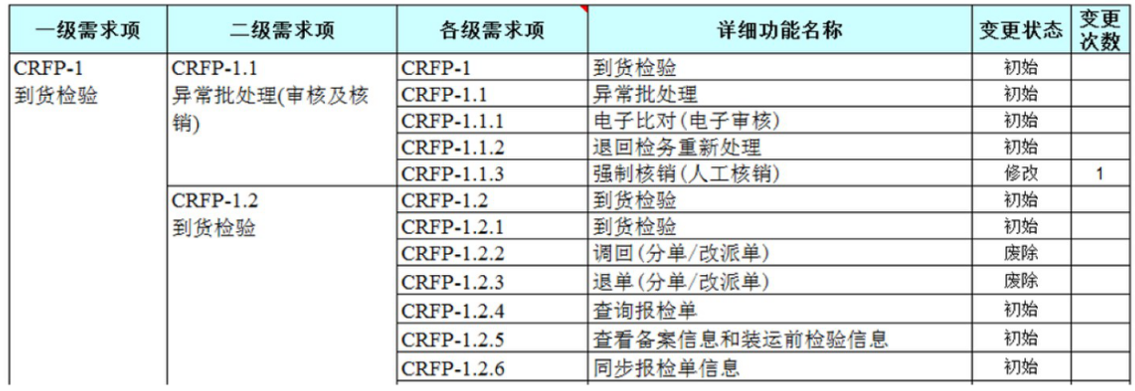 一级需求项 二级需求项 各级需求项 详细功能名称 变更状态 变更次数
CRFP-1 到货检验 CRFP-1.1 异常批处理(审核及核销) CRFP-1 到货检验 初始
CRFP-1.1 异常批处理 初始
CRFP-1.1.1 电子比对(电子审核) 初始
CRFP-1.1.2 退回检务重新处理 初始
CRFP-1.1.3 强制核销(人工核销) 修改 1
CRFP-1.2 到货检验 CRFP-1.2 到货检验 初始
CRFP-1.2.1 到货检验 初始
CRFP-1.2.2 调回(分单/改派单) 废除
CRFP-1.2.3 退单(分单/改派单) 废除
CRFP-1.2.4 查询报检单 初始
CRFP-1.2.5 查看备案信息和装运前检验信息 初始
CRFP-1.2.6 同步报检单信息 初始